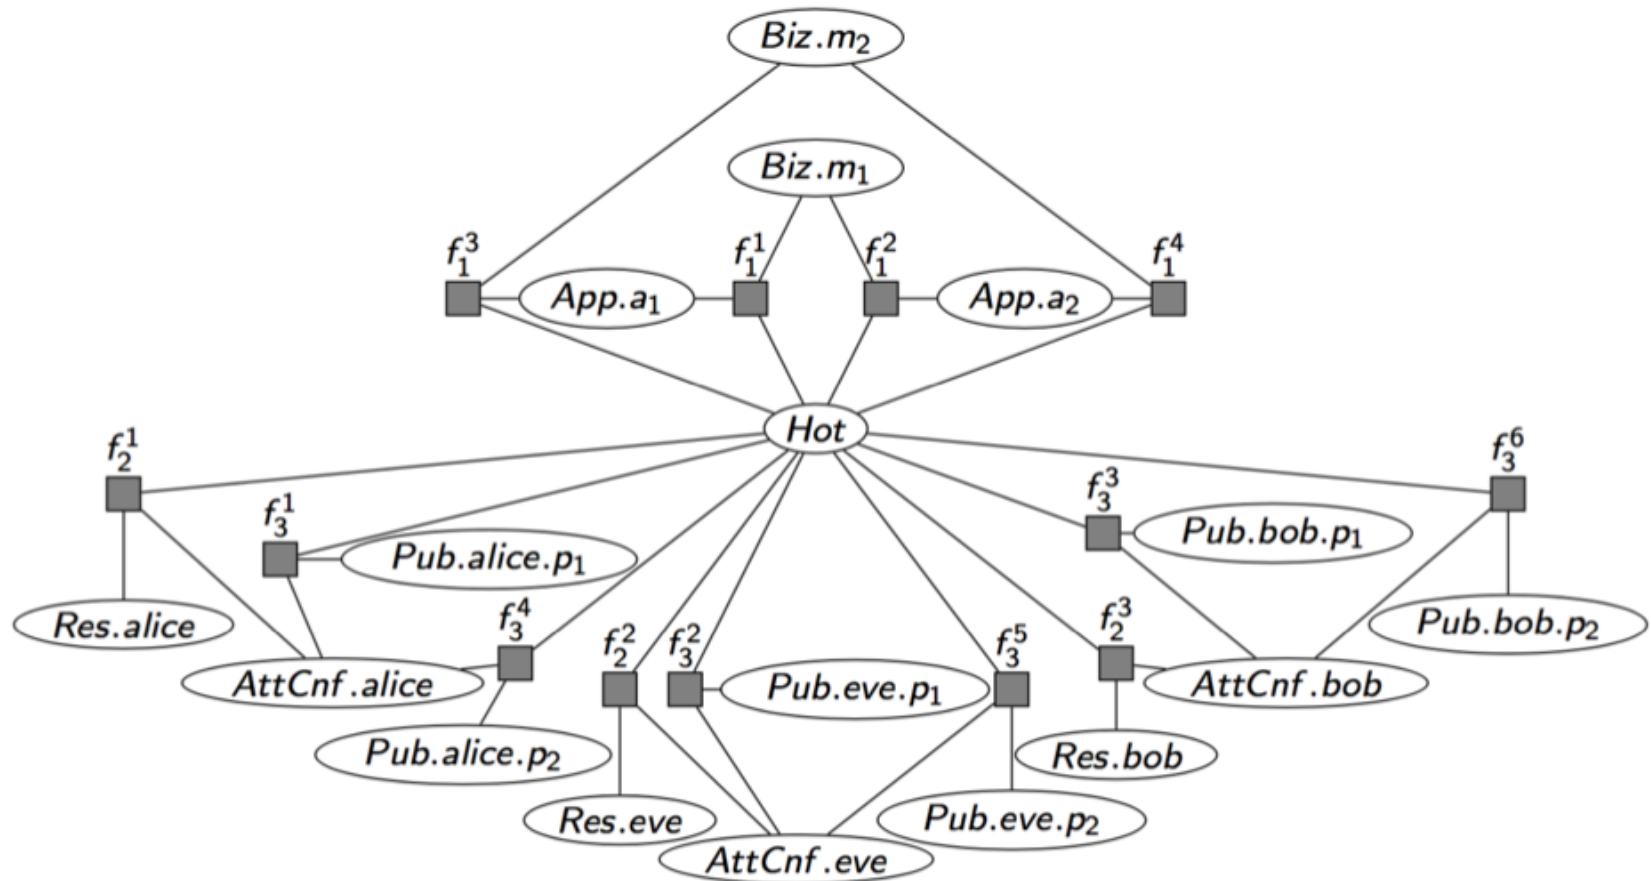 Biz.m₂
Biz.m₁
f₁³ f₁¹ f₁² f₁⁴
App.a₁ App.a₂
Hot
f₂¹ f₃⁶
f₃¹ f₃³
Pub.alice.p₁ Pub.bob.p₁
Res.alice f₃⁴ f₂² f₃² f₃⁵ f₂³ Pub.bob.p₂
AttCnf.alice Pub.eve.p₁ AttCnf.bob
Pub.alice.p₂ Res.bob
Res.eve Pub.eve.p₂
AttCnf.eve